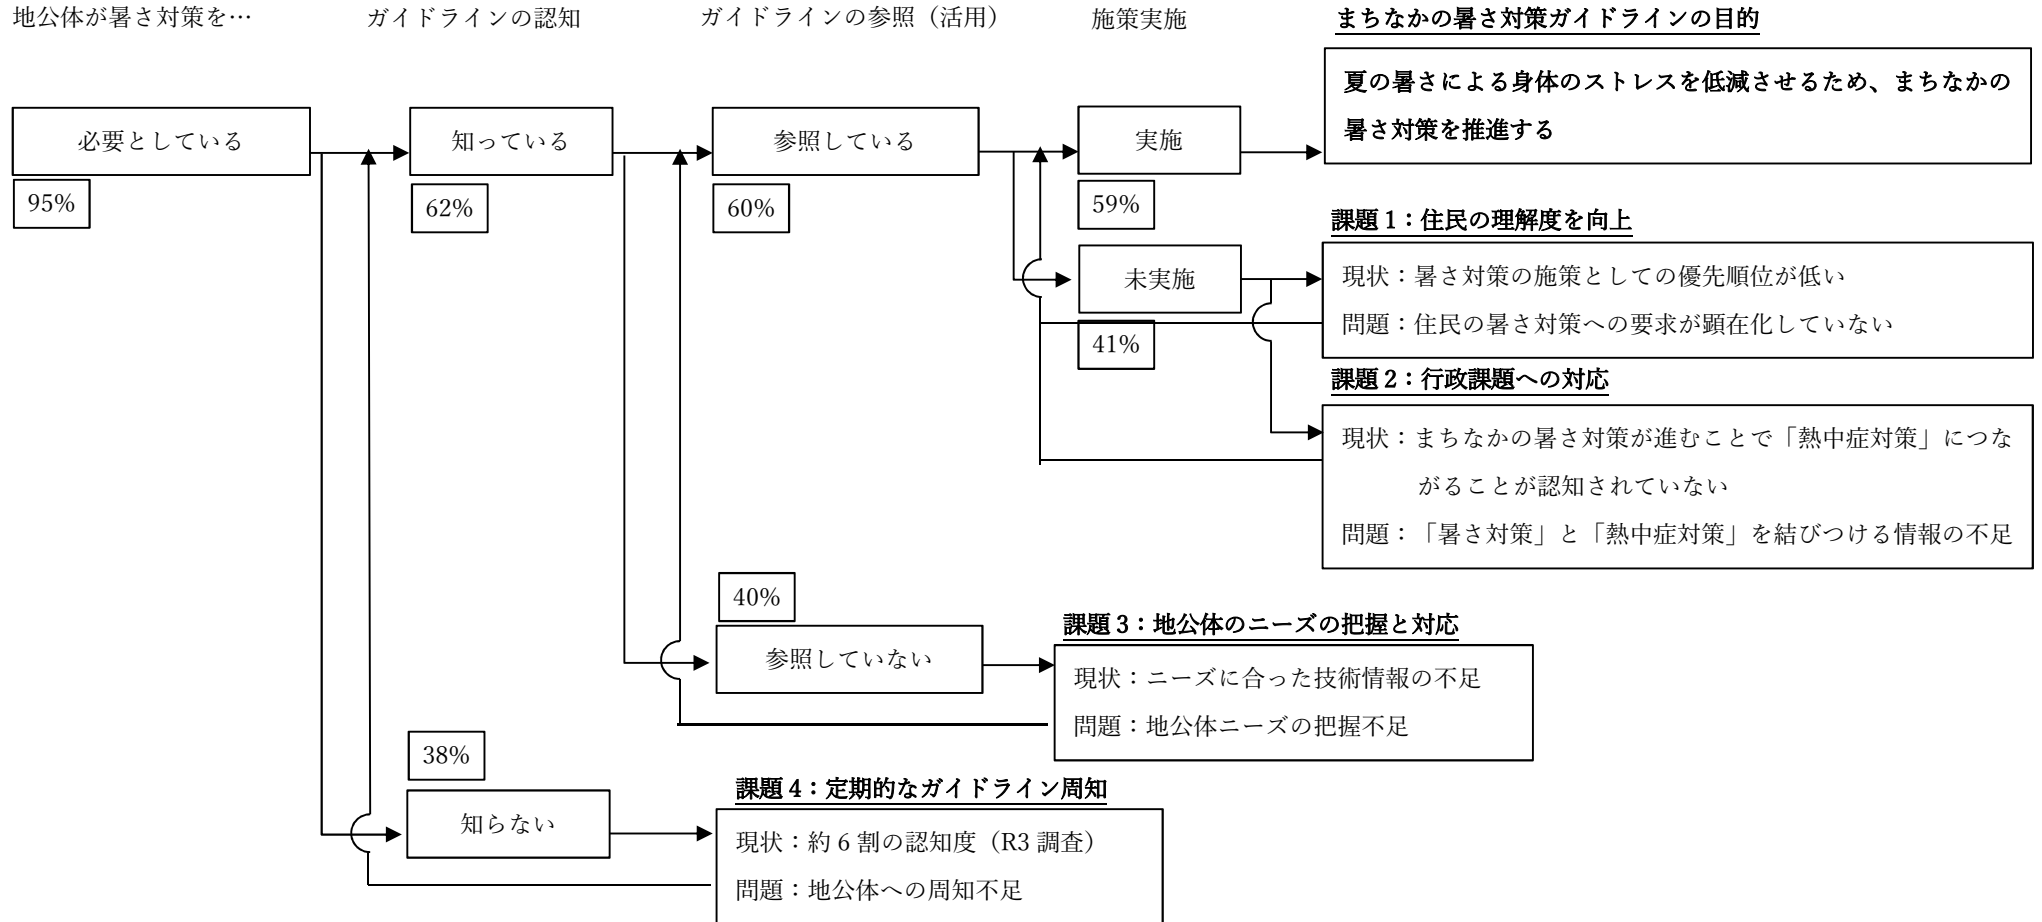 地公体が暑さ対策を…
ガイドラインの認知
ガイドラインの参照（活用）
施策実施
まちなかの暑さ対策ガイドラインの目的
夏の暑さによる身体のストレスを低減させるため、まちなかの
暑さ対策を推進する
必要としている
95%
知っている
62%
参照している
60%
実施
59%
未実施
41%
課題1：住民の理解度を向上
現状：暑さ対策の施策としての優先順位が低い
問題：住民の暑さ対策への要求が顕在化していない
課題2：行政課題への対応
現状：まちなかの暑さ対策が進むことで「熱中症対策」につな
がることが認知されていない
問題：「暑さ対策」と「熱中症対策」を結びつける情報の不足
40%
参照していない
課題3：地公体のニーズの把握と対応
現状：ニーズに合った技術情報の不足
問題：地公体ニーズの把握不足
38%
知らない
課題4：定期的なガイドライン周知
現状：約6割の認知度（R3調査）
問題：地公体への周知不足